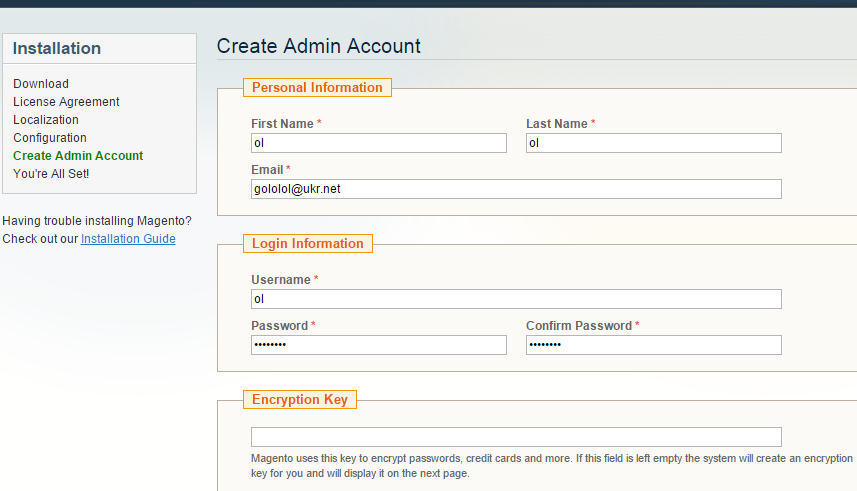 Installation
Download
License Agreement
Localization
Configuration
Create Admin Account
You're All Set!
Having trouble installing Magento?
Check out our Installation Guide
Create Admin Account
Personal Information
First Name * Last Name *
ol ol
Email *
gololol@ukr.net
Login Information
Username *
ol
Password * Confirm Password *
•••••••• ••••••••
Encryption Key
Magento uses this key to encrypt passwords, credit cards and more. If this field is left empty the system will create an encryption
key for you and will display it on the next page.